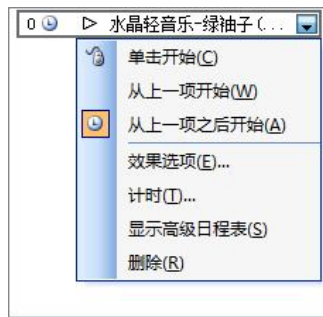 0 水晶轻音乐-绿袖子(...
单击开始(C)
从上一项开始(W)
从上一项之后开始(A)
效果选项(E)...
计时(T)...
显示高级日程表(S)
删除(R)